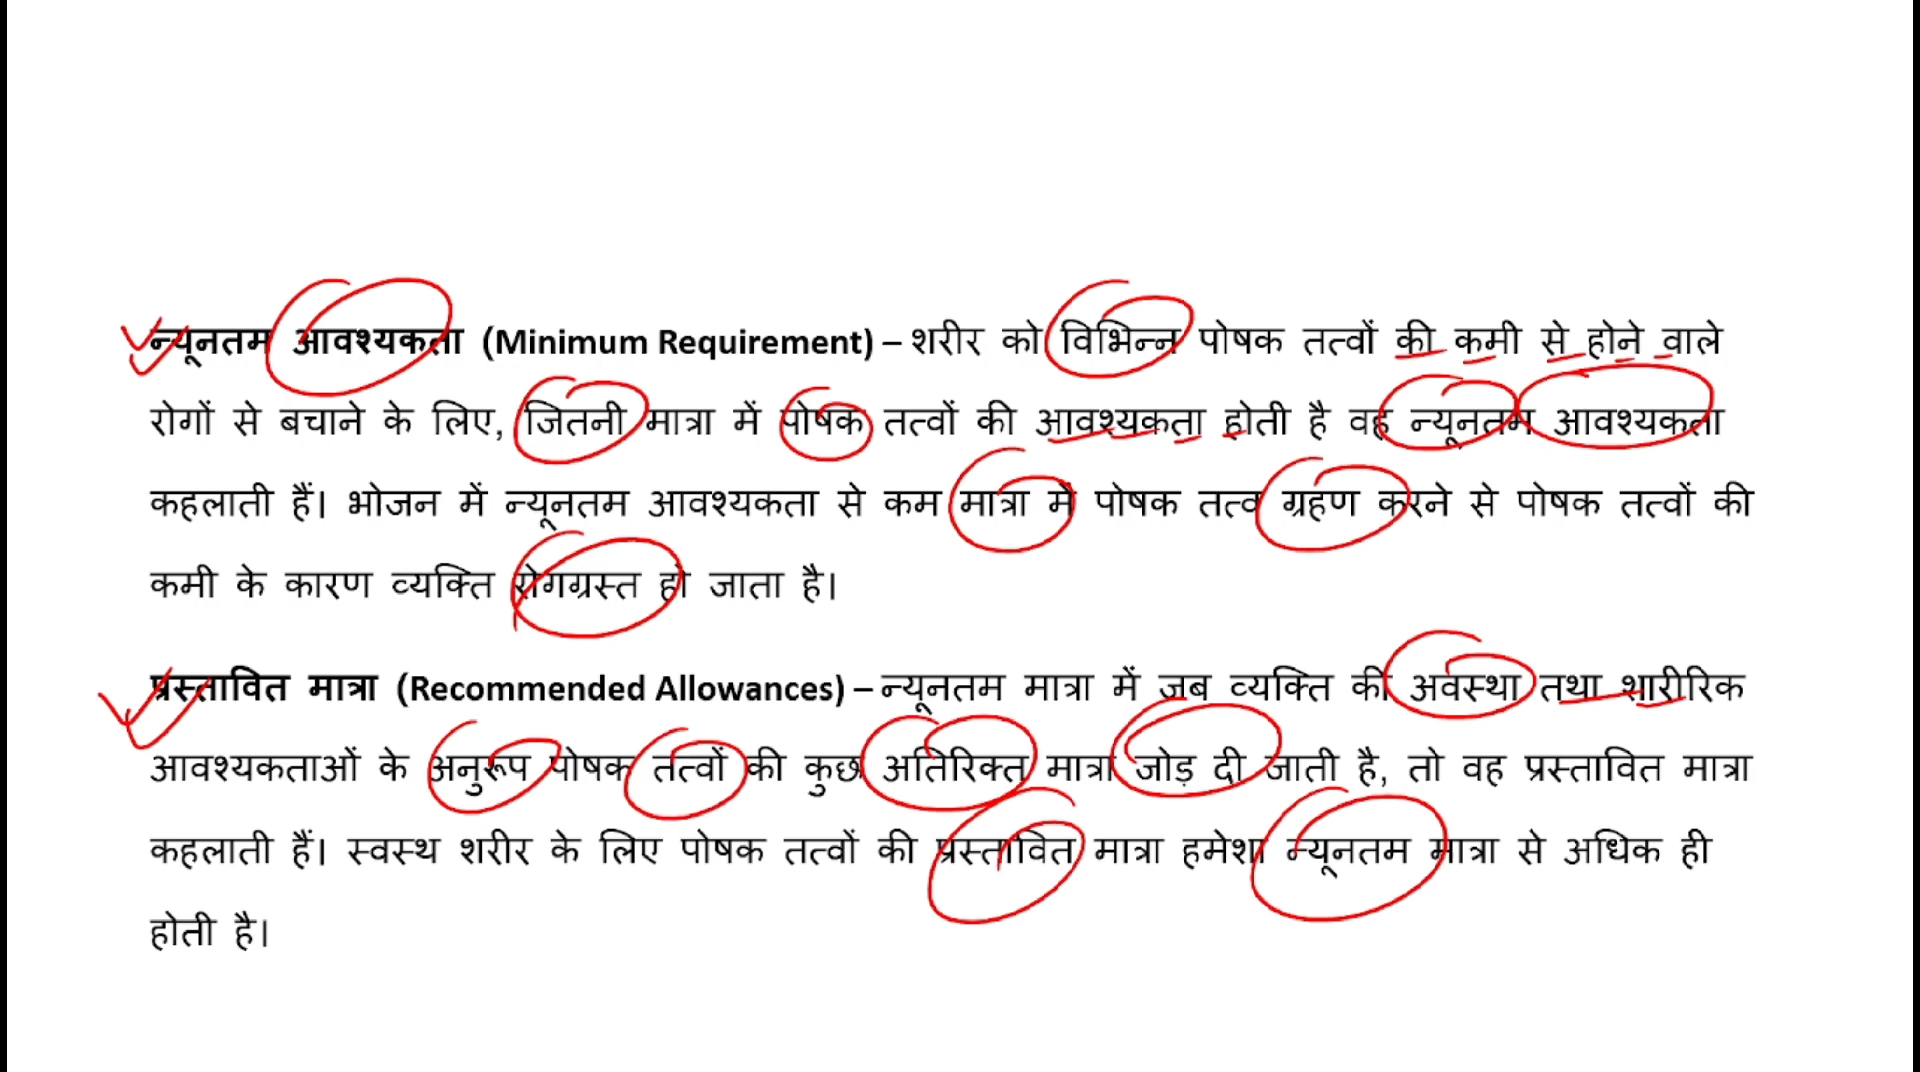 न्यूनतम आवश्यकता (Minimum Requirement) – शरीर को विभिन्न पोषक तत्वों की कमी से होने वाले
रोगों से बचाने के लिए, जितनी मात्रा में पोषक तत्वों की आवश्यकता होती है वह न्यूनतम आवश्यकता
कहलाती हैं। भोजन में न्यूनतम आवश्यकता से कम मात्रा में पोषक तत्व ग्रहण करने से पोषक तत्वों की
कमी के कारण व्यक्ति रोगग्रस्त हो जाता है।
प्रस्तावित मात्रा (Recommended Allowances) – न्यूनतम मात्रा में जब व्यक्ति की अवस्था तथा शारीरिक
आवश्यकताओं के अनुरूप पोषक तत्वों की कुछ अतिरिक्त मात्रा जोड़ दी जाती है, तो वह प्रस्तावित मात्रा
कहलाती हैं। स्वस्थ शरीर के लिए पोषक तत्वों की प्रस्तावित मात्रा हमेशा न्यूनतम मात्रा से अधिक ही
होती है।